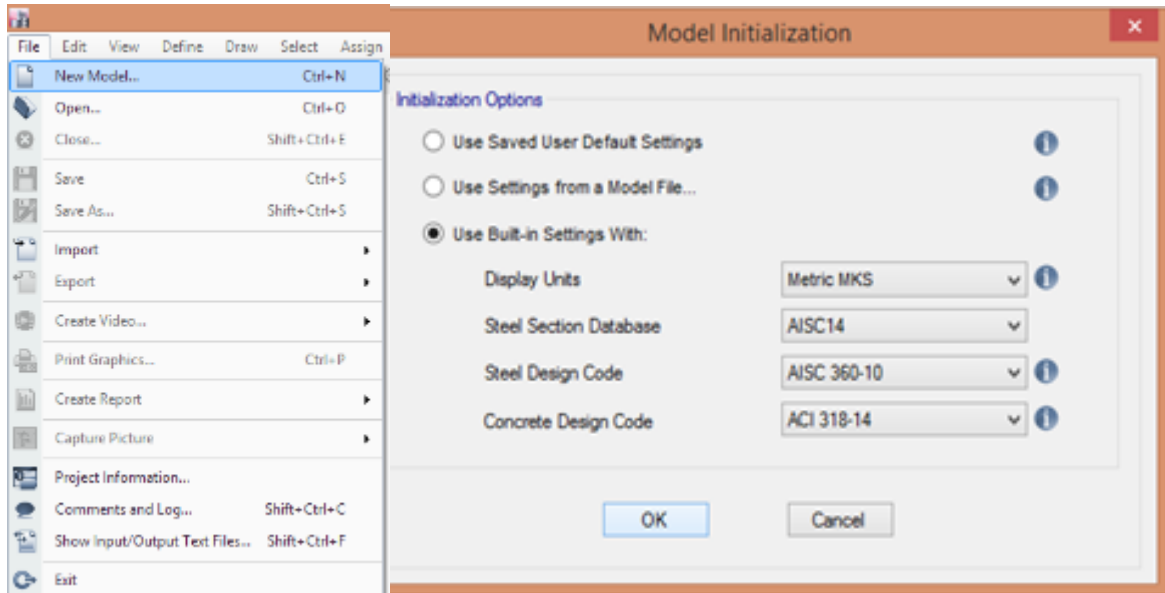 File Edit View Define Draw Select Assign
New Model... Ctrl+N
Open... Ctrl+O
Close... Shift+Ctrl+E
Save Ctrl+S
Save As... Shift+Ctrl+S
Import
Export
Create Video...
Print Graphics... Ctrl+P
Create Report
Capture Picture
Project Information...
Comments and Log... Shift+Ctrl+C
Show Input/Output Text Files... Shift+Ctrl+F
Exit
Model Initialization
Initialization Options
Use Saved User Default Settings
Use Settings from a Model File...
Use Built-in Settings With:
Display Units Metric MKS
Steel Section Database AISC14
Steel Design Code AISC 360-10
Concrete Design Code ACI 318-14
OK Cancel